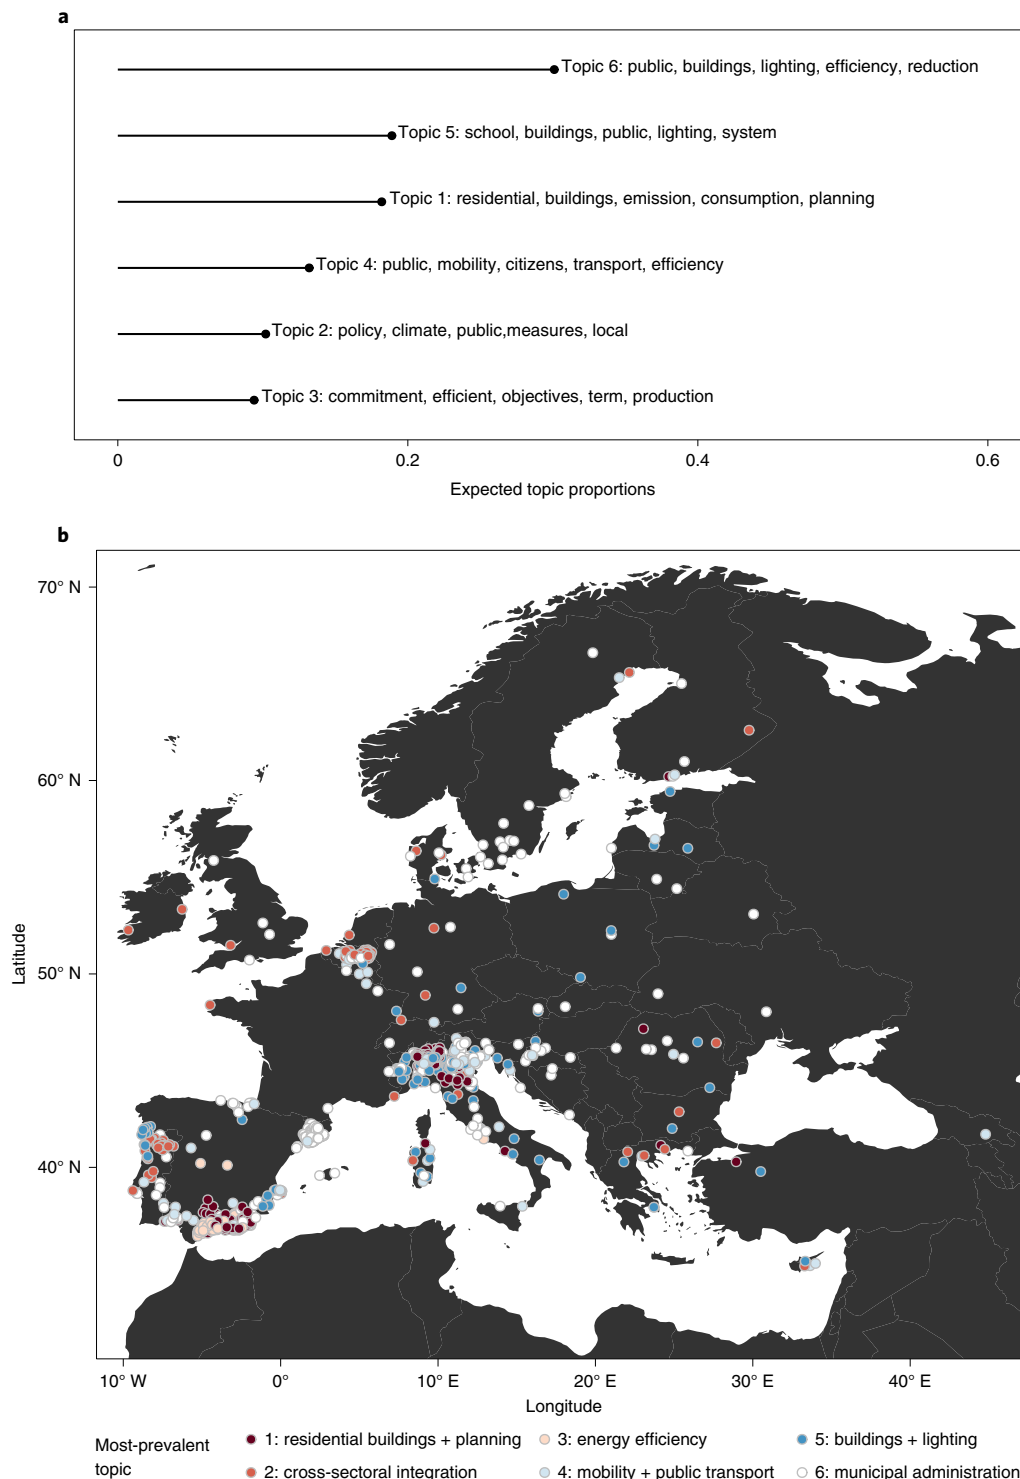 a
Topic 6: public, buildings, lighting, efficiency, reduction
Topic 5: school, buildings, public, lighting, system
Topic 1: residential, buildings, emission, consumption, planning
Topic 4: public, mobility, citizens, transport, efficiency
Topic 2: policy, climate, public,measures, local
Topic 3: commitment, efficient, objectives, term, production
0 0.2 0.4 0.6
Expected topic proportions
b
70° N
60° N
50° N
40° N
Latitude
10° W 0° 10° E 20° E 30° E 40° E
Longitude
Most-prevalent
topic
1: residential buildings + planning
2: cross-sectoral integration
3: energy efficiency
4: mobility + public transport
5: buildings + lighting
6: municipal administration